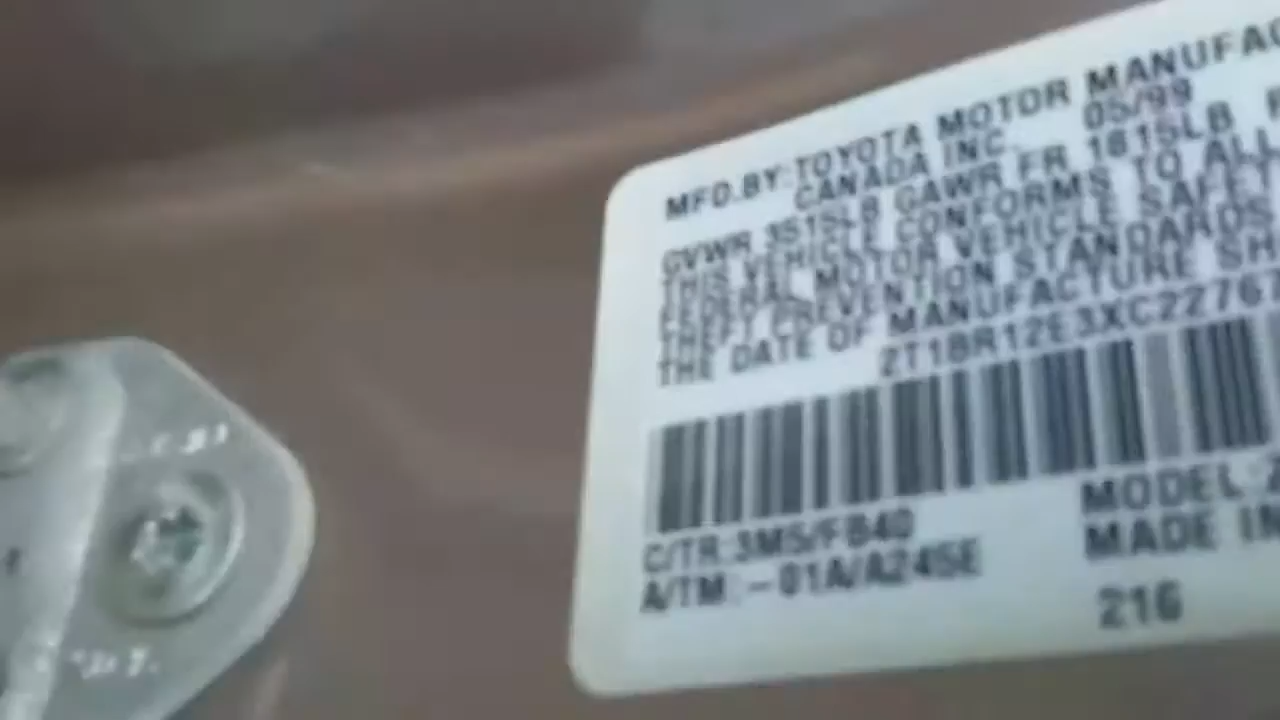 MFD.BY:TOYOTA MOTOR MANUFAC
CANADA INC. 05/99
GVWR 3515LB GAWR FR 1815LB R
THIS VEHICLE CONFORMS TO ALL
FEDERAL MOTOR VEHICLE SAFET
THEFT PREVENTION STANDARDS
THE DATE OF MANUFACTURE SH
2T1BR12E3XC22767
C/TR:3M5/FB40
A/TM:-01A/A245E
MODEL:Z
MADE IN
216